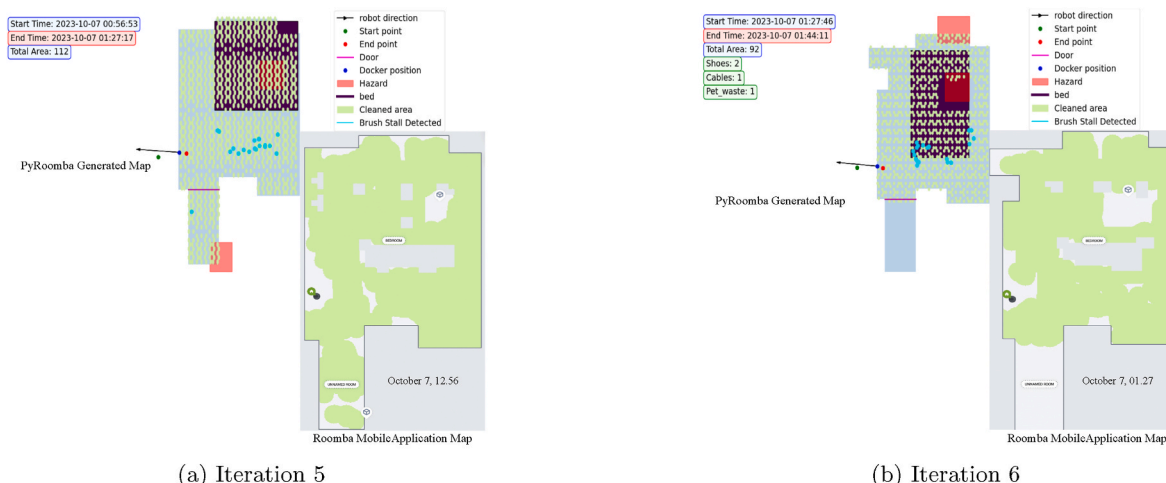 Start Time: 2023-10-07 00:56:53
End Time: 2023-10-07 01:27:17
Total Area: 112
robot direction
Start point
End point
Door
Docker position
Hazard
bed
Cleaned area
Brush Stall Detected
PyRoomba Generated Map
BEDROOM
UNNAMED ROOM
October 7, 12.56
Roomba MobileApplication Map
(a) Iteration 5
Start Time: 2023-10-07 01:27:46
End Time: 2023-10-07 01:44:11
Total Area: 92
Shoes: 2
Cables: 1
Pet_waste: 1
robot direction
Start point
End point
Door
Docker position
Hazard
bed
Cleaned area
Brush Stall Detected
PyRoomba Generated Map
BEDROOM
UNNAMED ROOM
October 7, 01.27
Roomba MobileApplication Map
(b) Iteration 6